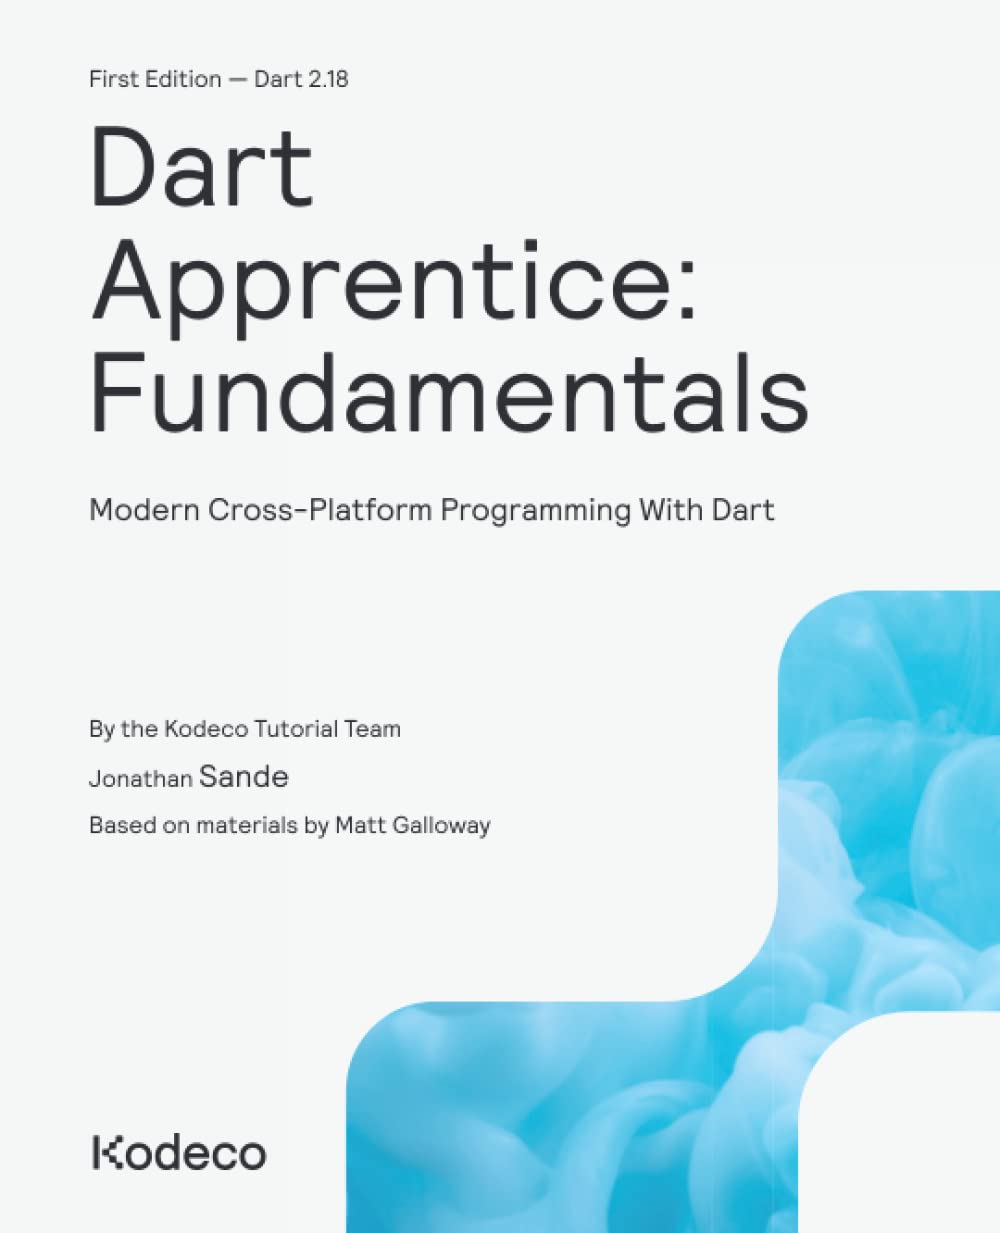 First Edition — Dart 2.18
Dart
Apprentice:
Fundamentals
Modern Cross-Platform Programming With Dart
By the Kodeco Tutorial Team
Jonathan Sande
Based on materials by Matt Galloway
Kodeco